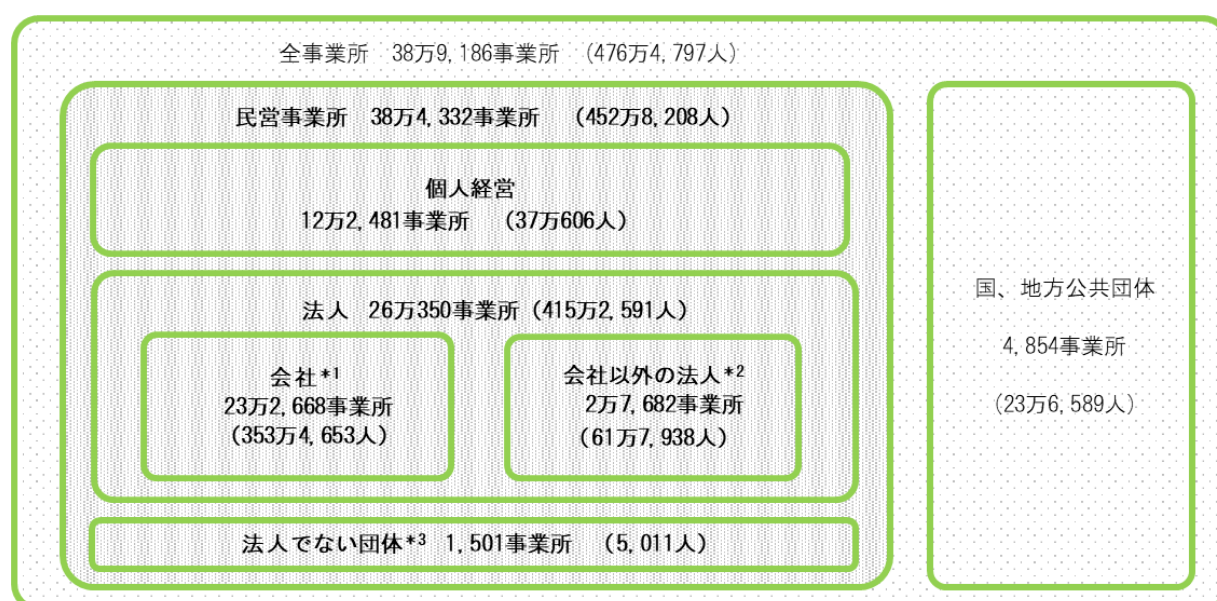 全事業所　38万9,186事業所　（476万4,797人）
民営事業所　38万4,332事業所　（452万8,208人）
個人経営
12万2,481事業所　（37万606人）
法人　26万350事業所（415万2,591人）
会社*1
23万2,668事業所
（353万4,653人）
会社以外の法人*2
2万7,682事業所
（61万7,938人）
法人でない団体*3　1,501事業所　（5,011人）
国、地方公共団体
4,854事業所
（23万6,589人）